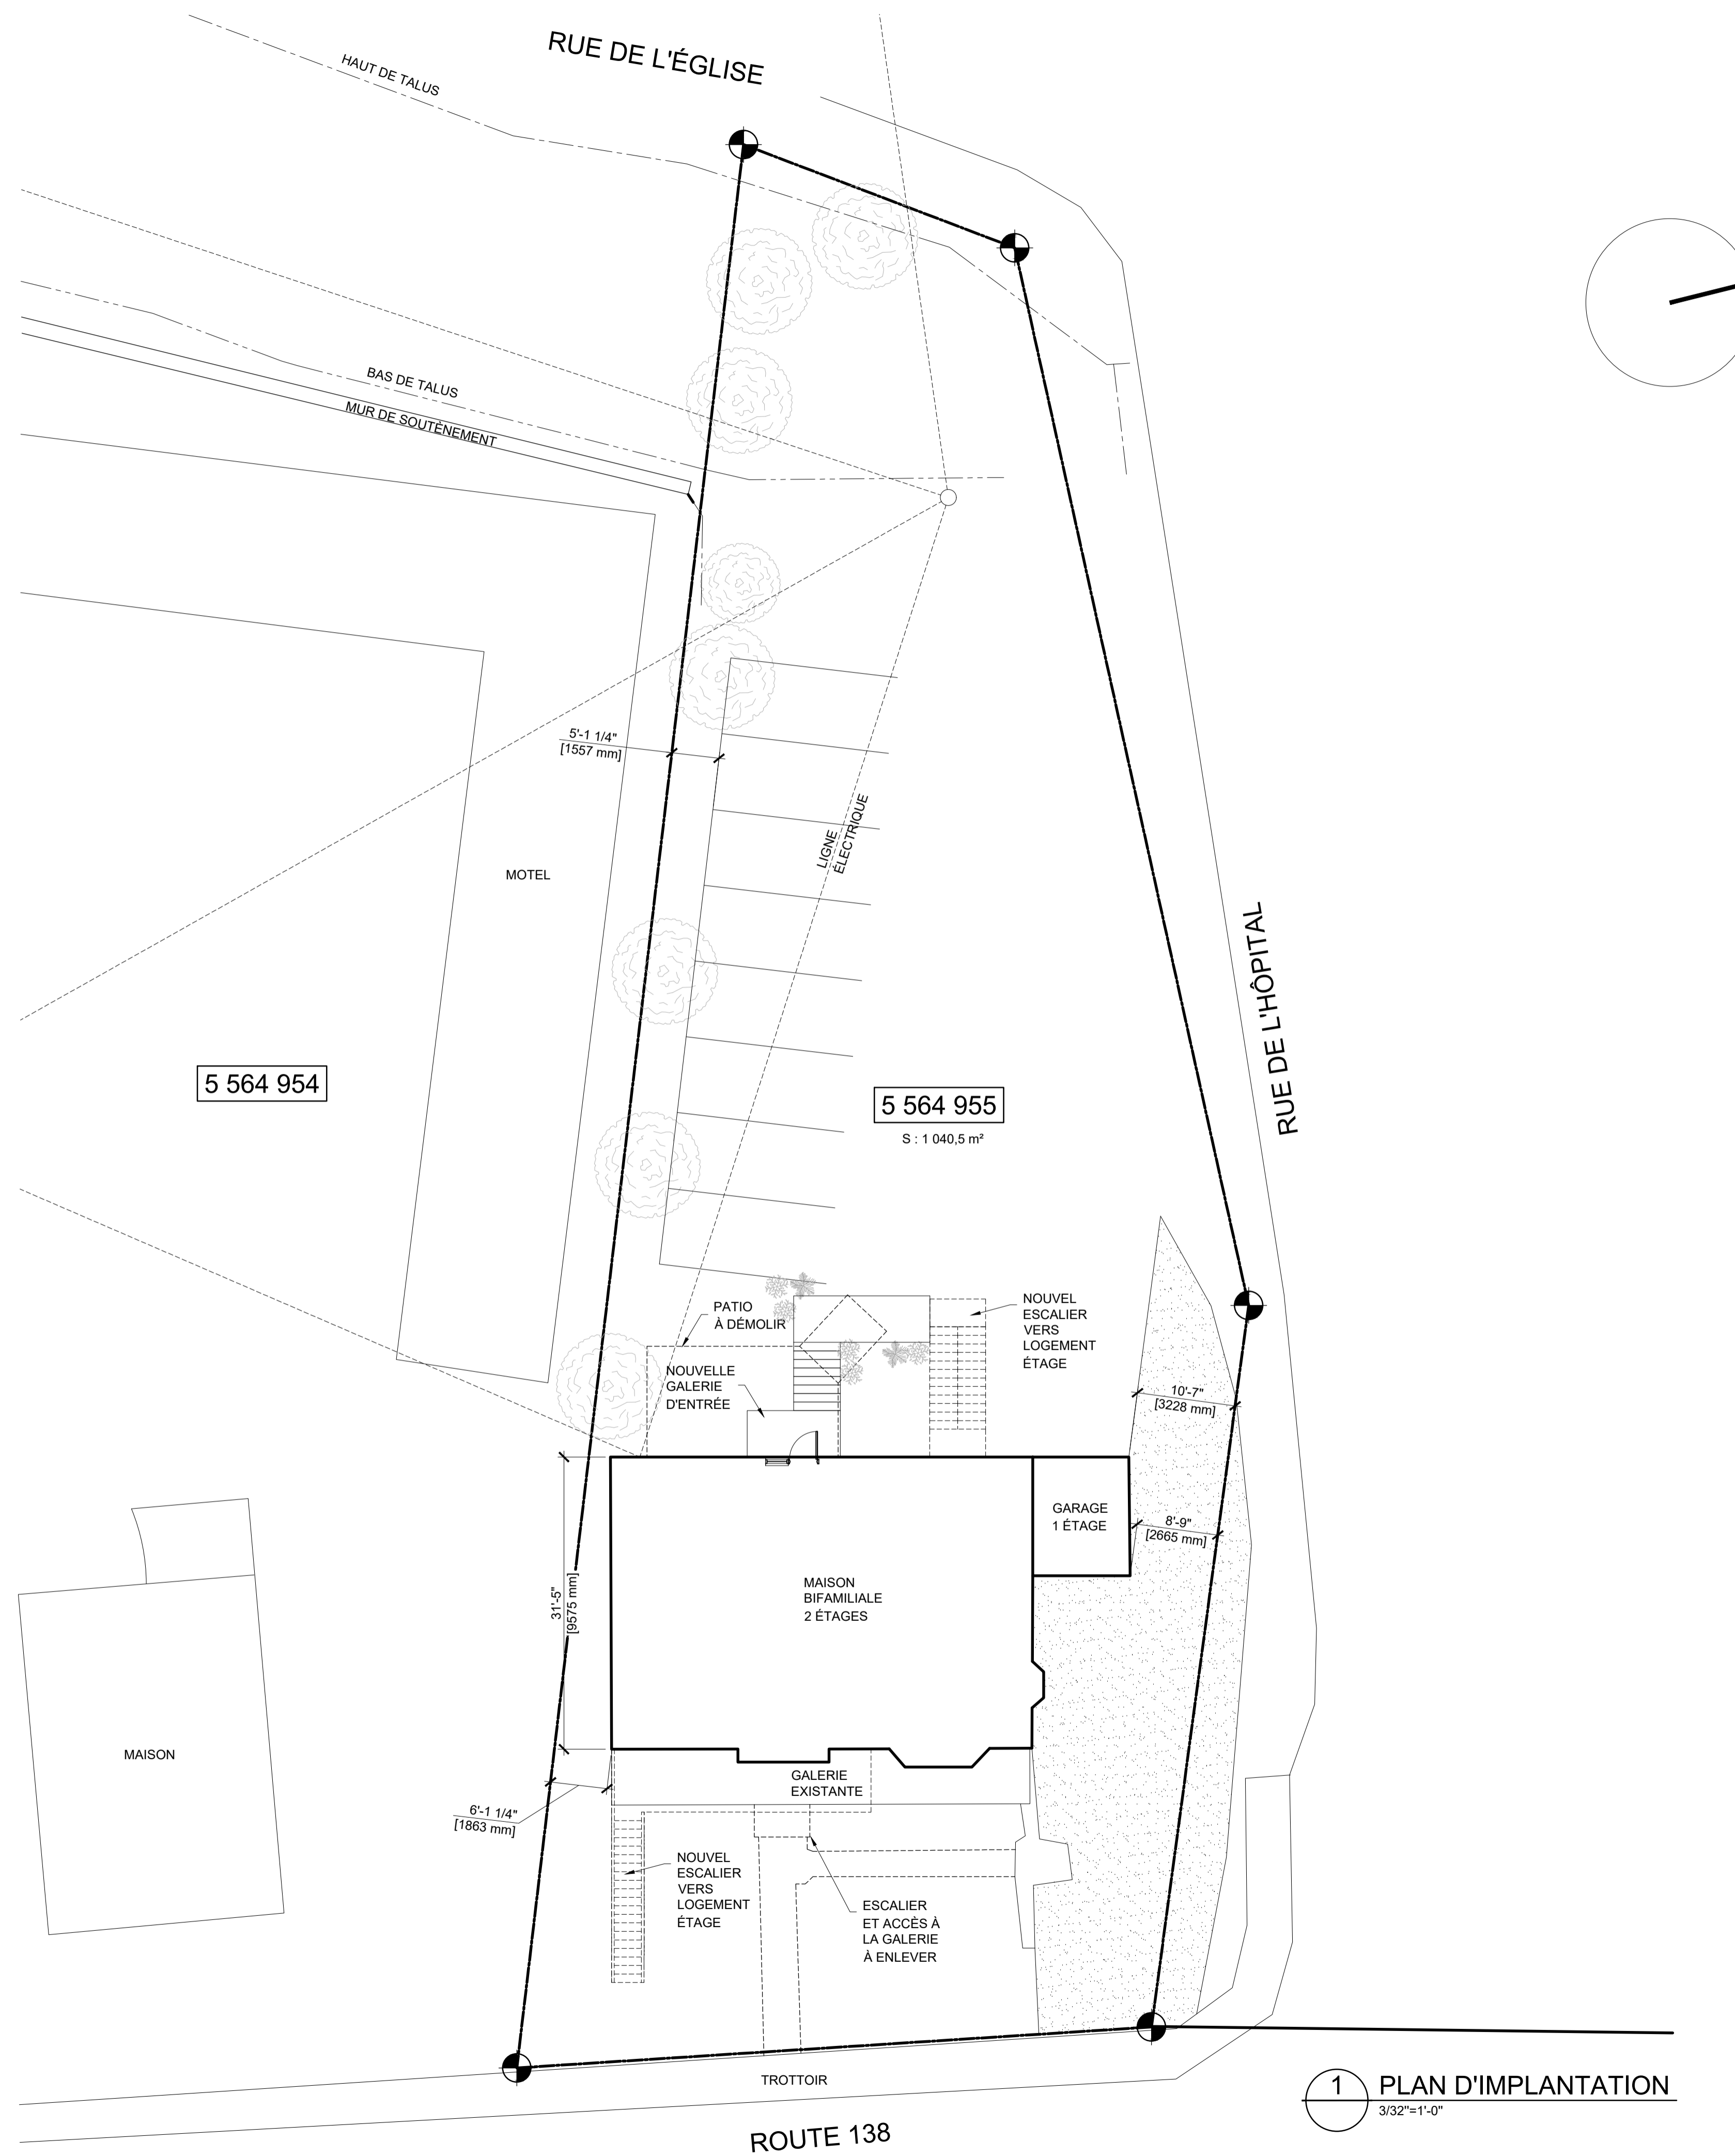 RUE DE L'ÉGLISE
HAUT DE TALUS
BAS DE TALUS
MUR DE SOUTÈNEMENT
5'-1 1/4"
[1557 mm]
LIGNE
ÉLECTRIQUE
MOTEL
RUE DE L'HÔPITAL
5 564 954
5 564 955
S : 1 040,5 m²
PATIO
À DÉMOLIR
NOUVEL
ESCALIER
VERS
LOGEMENT
ÉTAGE
NOUVELLE
GALERIE
D'ENTRÉE
10'-7"
[3228 mm]
GARAGE
1 ÉTAGE
8'-9"
[2665 mm]
31'-5"
[9575 mm]
MAISON
BIFAMILIALE
2 ÉTAGES
MAISON
GALERIE
EXISTANTE
6'-1 1/4"
[1863 mm]
NOUVEL
ESCALIER
VERS
LOGEMENT
ÉTAGE
ESCALIER
ET ACCÈS À
LA GALERIE
À ENLEVER
TROTTOIR
ROUTE 138
1
PLAN D'IMPLANTATION
3/32"=1'-0"